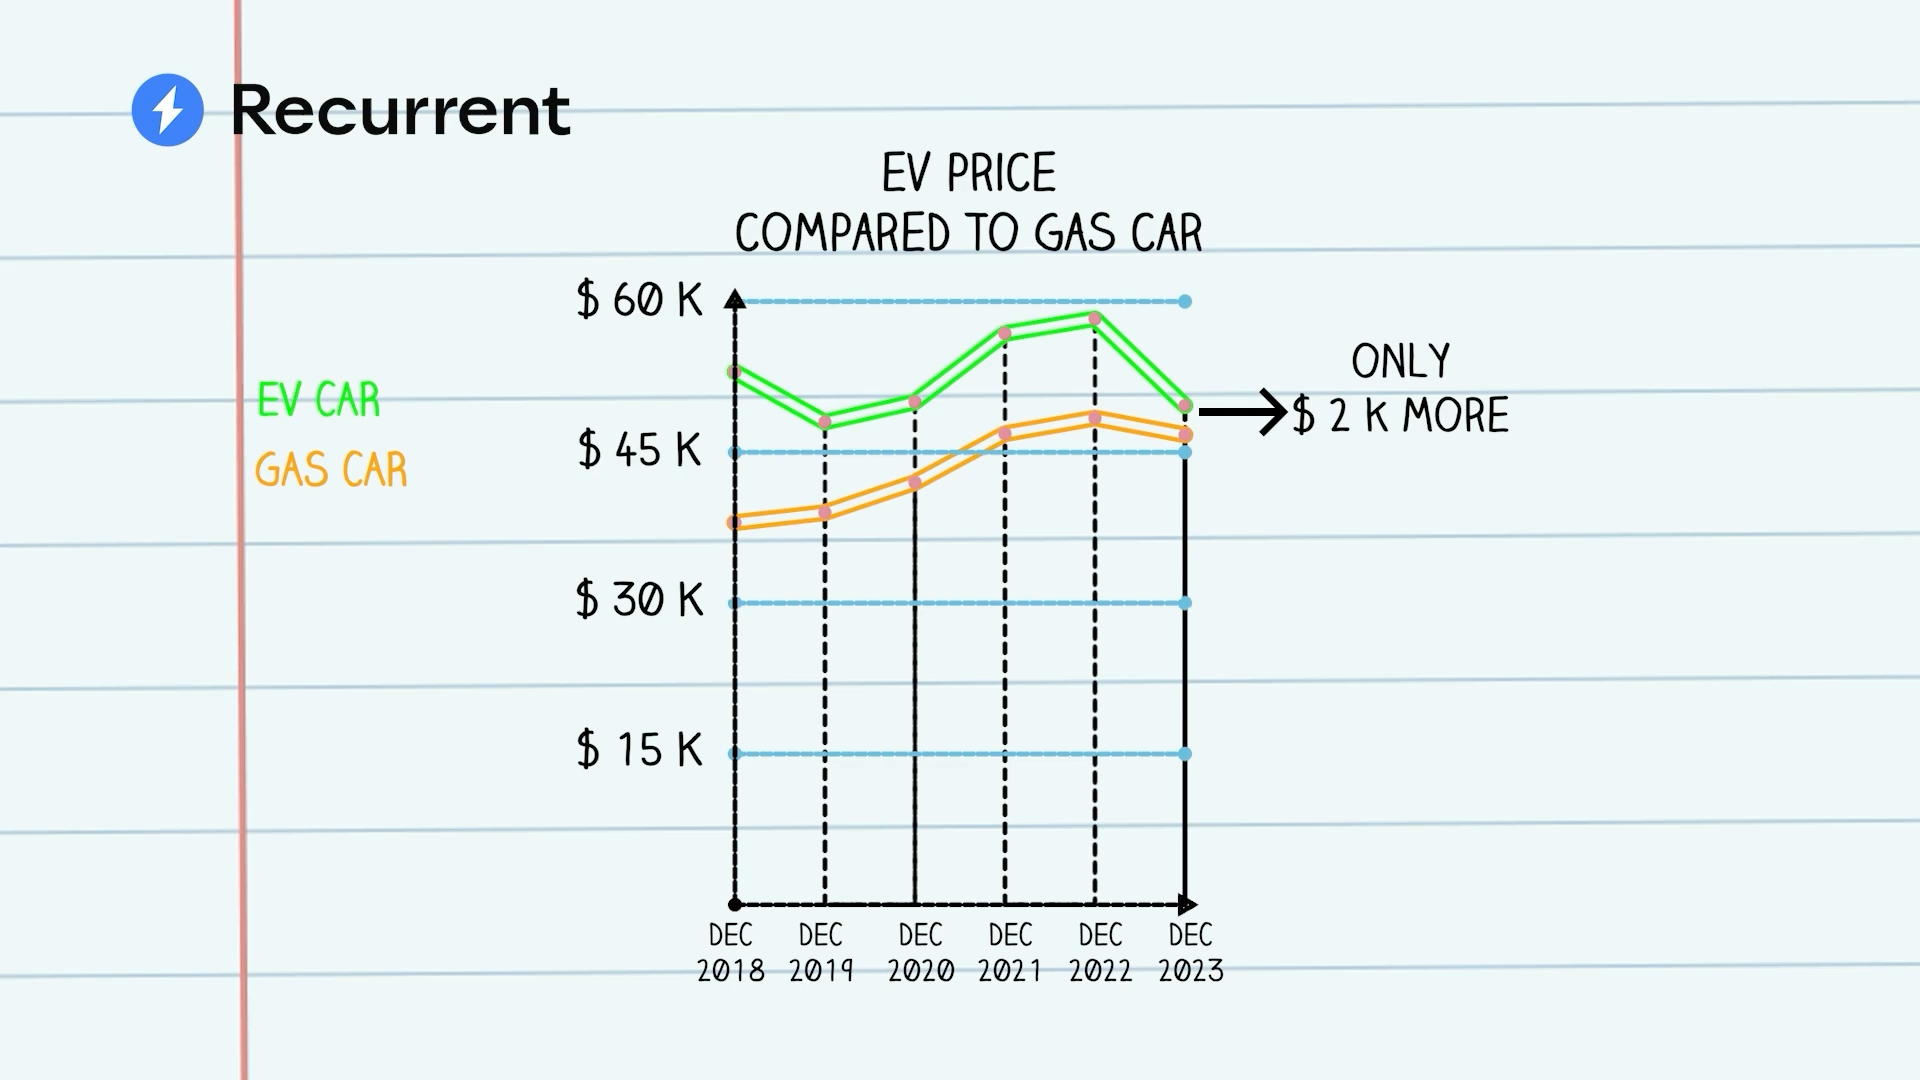 Recurrent
EV PRICE
COMPARED TO GAS CAR
$ 60 K
ONLY
$ 2 K MORE
EV CAR
GAS CAR
$ 45 K
$ 30 K
$ 15 K
DEC DEC DEC DEC DEC DEC
2018 2019 2020 2021 2022 2023